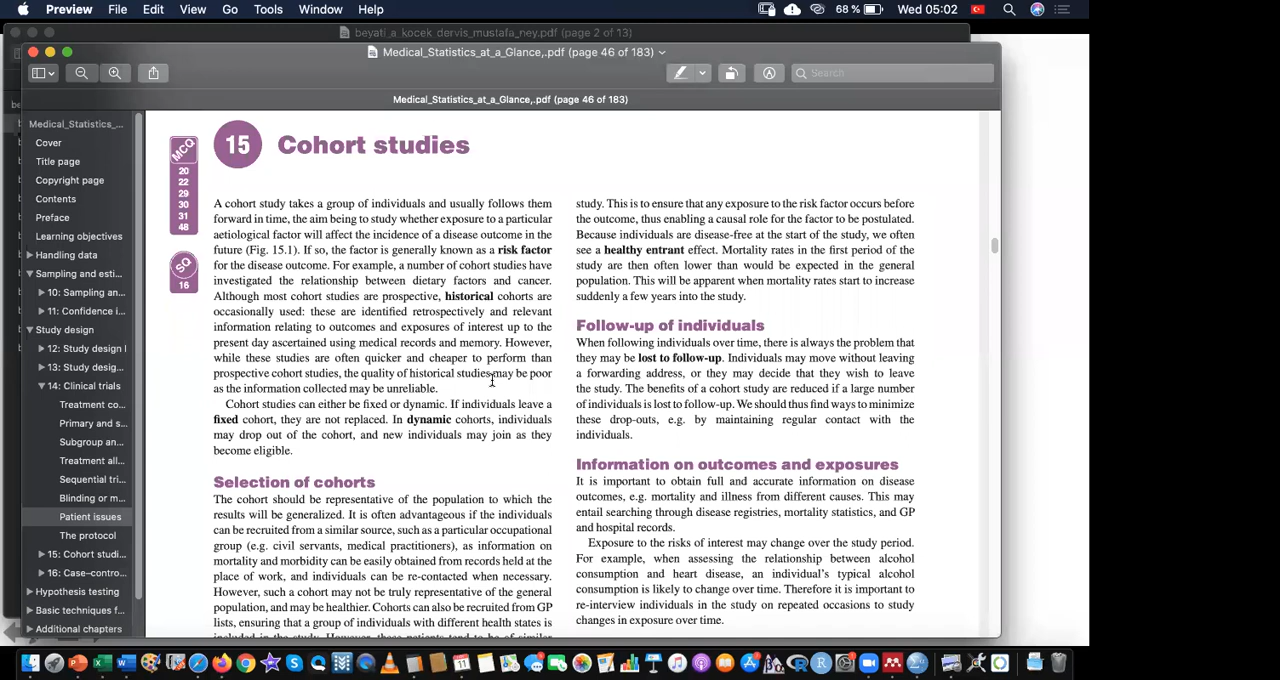 Preview File Edit View Go Tools Window Help 68 % Wed 05:02
beyati_a_kocek_dervis_mustafa_ney.pdf (page 2 of 13)
Medical_Statistics_at_a_Glance,.pdf (page 46 of 183)
Search
Medical_Statistics_at_a_Glance,.pdf (page 46 of 183)
Medical_Statistics_...
Cover
Title page
Copyright page
Contents
Preface
Learning objectives
Handling data
Sampling and esti...
10: Sampling an...
11: Confidence i...
Study design
12: Study design I
13: Study desig...
14: Clinical trials
Treatment co...
Primary and s...
Subgroup an...
Treatment all...
Sequential tri...
Blinding or m...
Patient issues
The protocol
15: Cohort studi...
16: Case–contro...
Hypothesis testing
Basic techniques f...
Additional chapters
MCQ
20
22
29
30
31
48
SQ
16
15 Cohort studies
A cohort study takes a group of individuals and usually follows them
forward in time, the aim being to study whether exposure to a particular
aetiological factor will affect the incidence of a disease outcome in the
future (Fig. 15.1). If so, the factor is generally known as a risk factor
for the disease outcome. For example, a number of cohort studies have
investigated the relationship between dietary factors and cancer.
Although most cohort studies are prospective, historical cohorts are
occasionally used: these are identified retrospectively and relevant
information relating to outcomes and exposures of interest up to the
present day ascertained using medical records and memory. However,
while these studies are often quicker and cheaper to perform than
prospective cohort studies, the quality of historical studies may be poor
as the information collected may be unreliable.
Cohort studies can either be fixed or dynamic. If individuals leave a
fixed cohort, they are not replaced. In dynamic cohorts, individuals
may drop out of the cohort, and new individuals may join as they
become eligible.
Selection of cohorts
The cohort should be representative of the population to which the
results will be generalized. It is often advantageous if the individuals
can be recruited from a similar source, such as a particular occupational
group (e.g. civil servants, medical practitioners), as information on
mortality and morbidity can be easily obtained from records held at the
place of work, and individuals can be re-contacted when necessary.
However, such a cohort may not be truly representative of the general
population, and may be healthier. Cohorts can also be recruited from GP
lists, ensuring that a group of individuals with different health states is
included in the study. However, these patients tend to be of similar
study. This is to ensure that any exposure to the risk factor occurs before
the outcome, thus enabling a causal role for the factor to be postulated.
Because individuals are disease-free at the start of the study, we often
see a healthy entrant effect. Mortality rates in the first period of the
study are then often lower than would be expected in the general
population. This will be apparent when mortality rates start to increase
suddenly a few years into the study.
Follow-up of individuals
When following individuals over time, there is always the problem that
they may be lost to follow-up. Individuals may move without leaving
a forwarding address, or they may decide that they wish to leave
the study. The benefits of a cohort study are reduced if a large number
of individuals is lost to follow-up. We should thus find ways to minimize
these drop-outs, e.g. by maintaining regular contact with the
individuals.
Information on outcomes and exposures
It is important to obtain full and accurate information on disease
outcomes, e.g. mortality and illness from different causes. This may
entail searching through disease registries, mortality statistics, and GP
and hospital records.
Exposure to the risks of interest may change over the study period.
For example, when assessing the relationship between alcohol
consumption and heart disease, an individual's typical alcohol
consumption is likely to change over time. Therefore it is important to
re-interview individuals in the study on repeated occasions to study
changes in exposure over time.